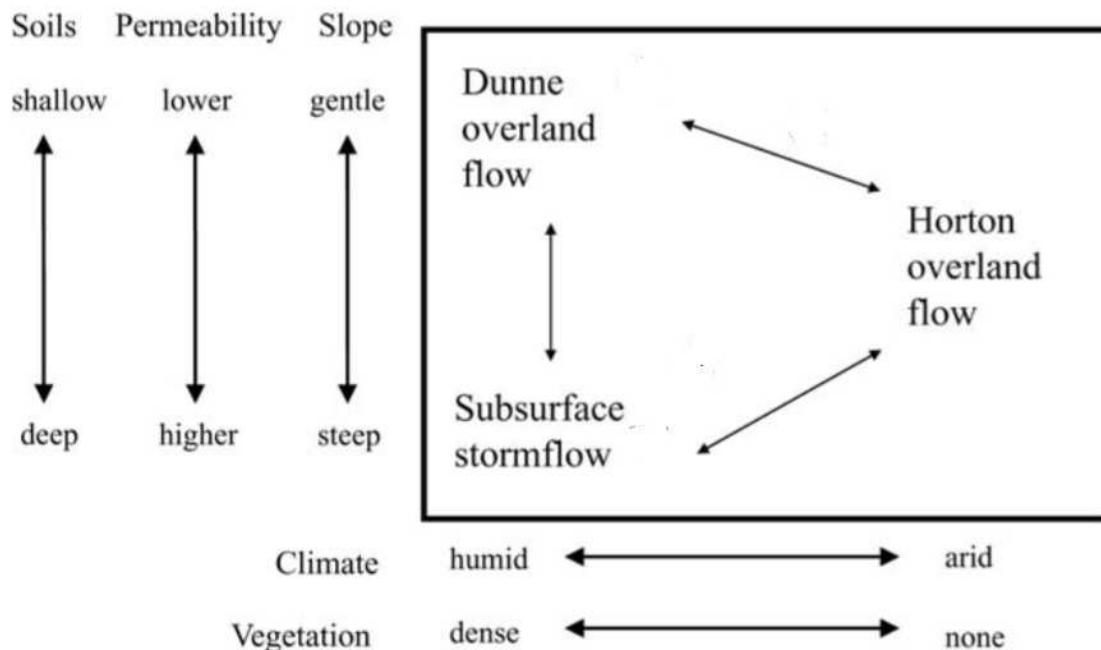 Soils Permeability Slope
shallow lower gentle
deep higher steep
Dunne
overland
flow
Horton
overland
flow
Subsurface
stormflow
Climate humid arid
Vegetation dense none